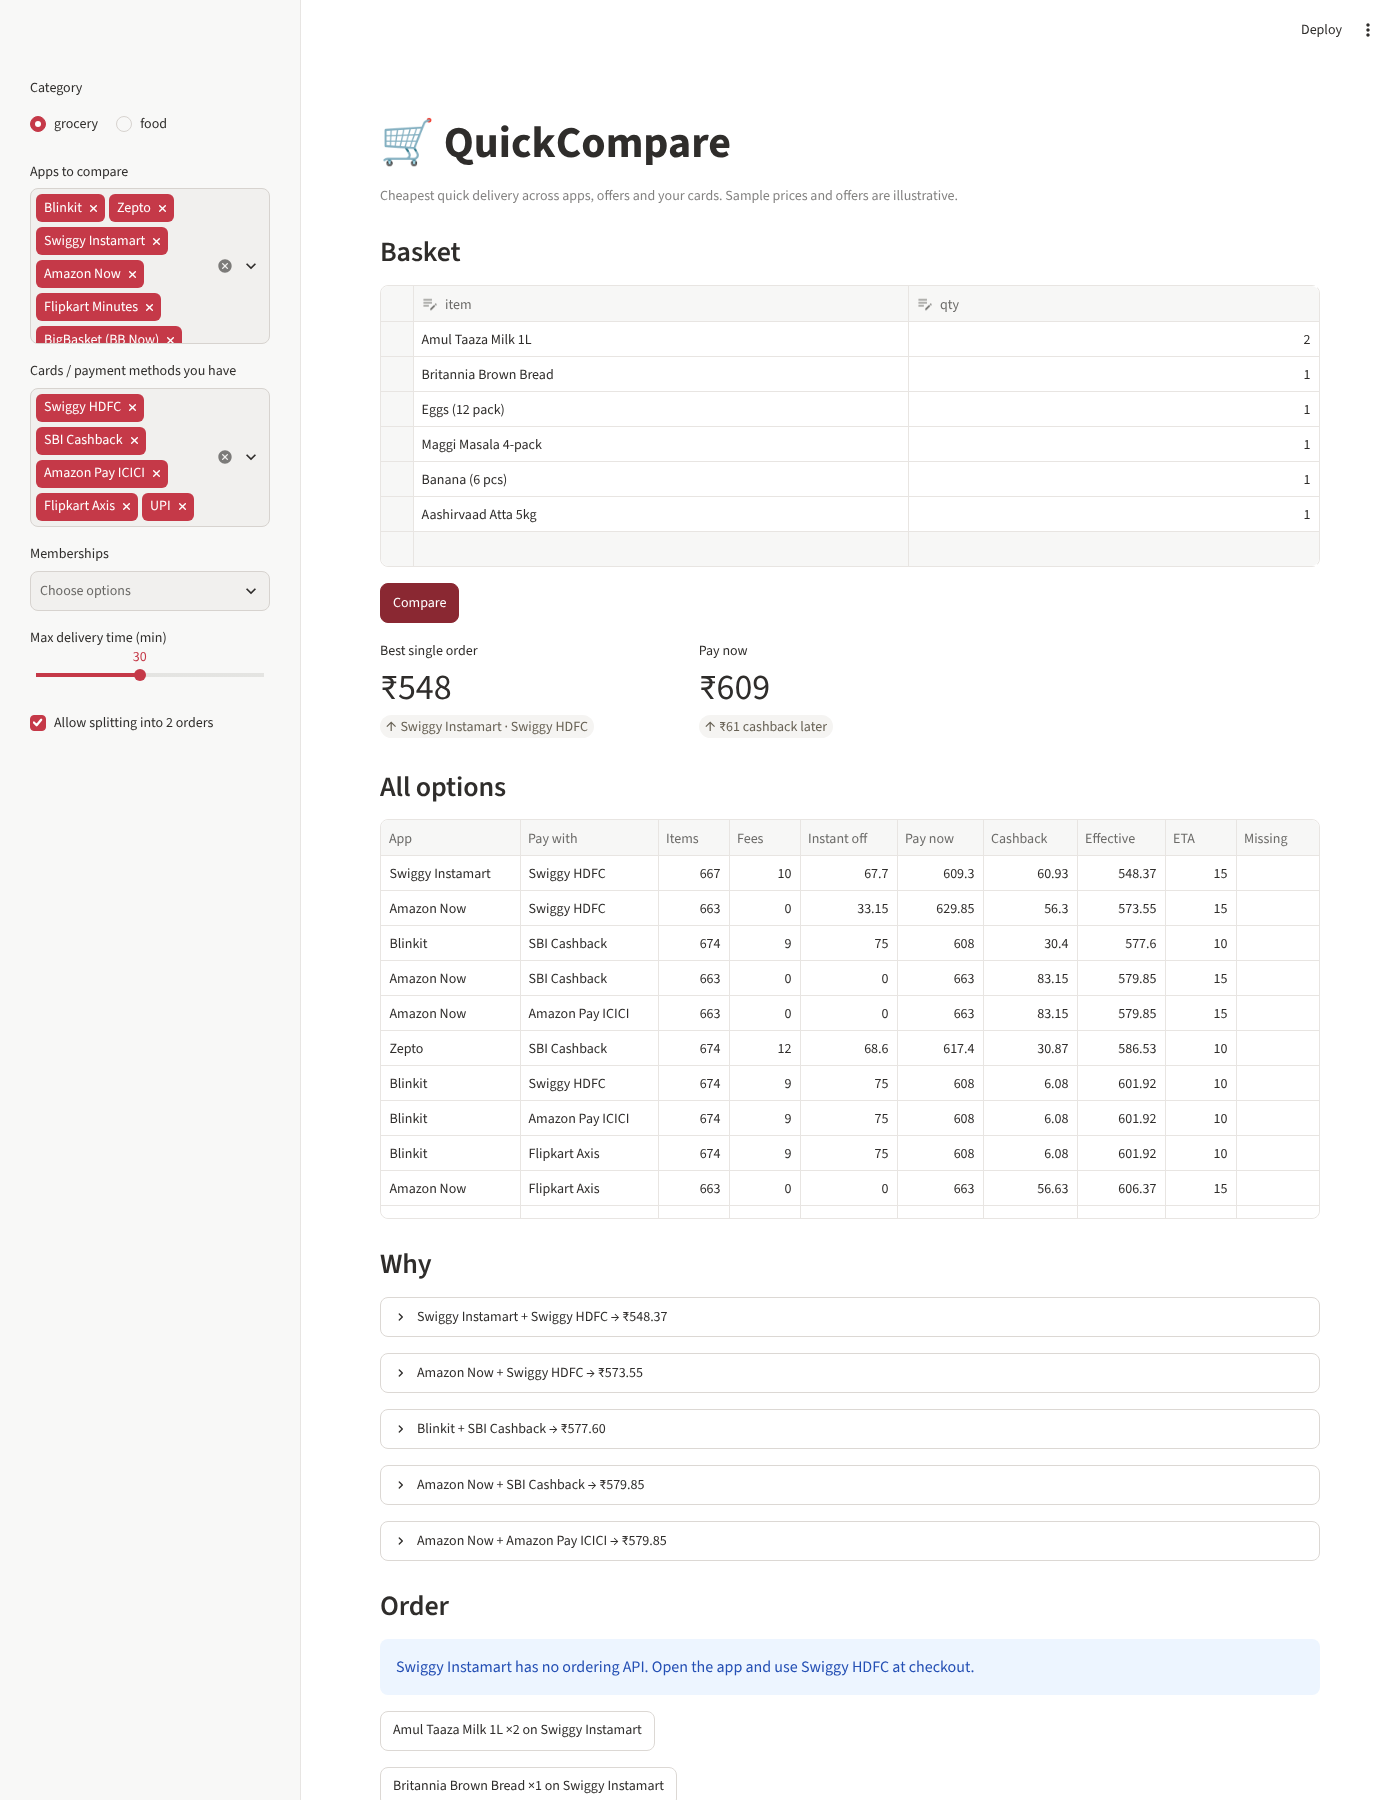 Deploy
Category
grocery food
Apps to compare
Blinkit × Zepto ×
Swiggy Instamart ×
Amazon Now ×
Flipkart Minutes ×
BigBasket (BB Now) ×
Cards / payment methods you have
Swiggy HDFC ×
SBI Cashback ×
Amazon Pay ICICI ×
Flipkart Axis × UPI ×
Memberships
Choose options
Max delivery time (min)
30
Allow splitting into 2 orders
QuickCompare
Cheapest quick delivery across apps, offers and your cards. Sample prices and offers are illustrative.
Basket
item qty
Amul Taaza Milk 1L 2
Britannia Brown Bread 1
Eggs (12 pack) 1
Maggi Masala 4-pack 1
Banana (6 pcs) 1
Aashirvaad Atta 5kg 1
Compare
Best single order Pay now
₹548 ₹609
↑ Swiggy Instamart · Swiggy HDFC ↑ ₹61 cashback later
All options
App Pay with Items Fees Instant off Pay now Cashback Effective ETA Missing
Swiggy Instamart Swiggy HDFC 667 10 67.7 609.3 60.93 548.37 15
Amazon Now Swiggy HDFC 663 0 33.15 629.85 56.3 573.55 15
Blinkit SBI Cashback 674 9 75 608 30.4 577.6 10
Amazon Now SBI Cashback 663 0 0 663 83.15 579.85 15
Amazon Now Amazon Pay ICICI 663 0 0 663 83.15 579.85 15
Zepto SBI Cashback 674 12 68.6 617.4 30.87 586.53 10
Blinkit Swiggy HDFC 674 9 75 608 6.08 601.92 10
Blinkit Amazon Pay ICICI 674 9 75 608 6.08 601.92 10
Blinkit Flipkart Axis 674 9 75 608 6.08 601.92 10
Amazon Now Flipkart Axis 663 0 0 663 56.63 606.37 15
Why
Swiggy Instamart + Swiggy HDFC → ₹548.37
Amazon Now + Swiggy HDFC → ₹573.55
Blinkit + SBI Cashback → ₹577.60
Amazon Now + SBI Cashback → ₹579.85
Amazon Now + Amazon Pay ICICI → ₹579.85
Order
Swiggy Instamart has no ordering API. Open the app and use Swiggy HDFC at checkout.
Amul Taaza Milk 1L ×2 on Swiggy Instamart
Britannia Brown Bread ×1 on Swiggy Instamart